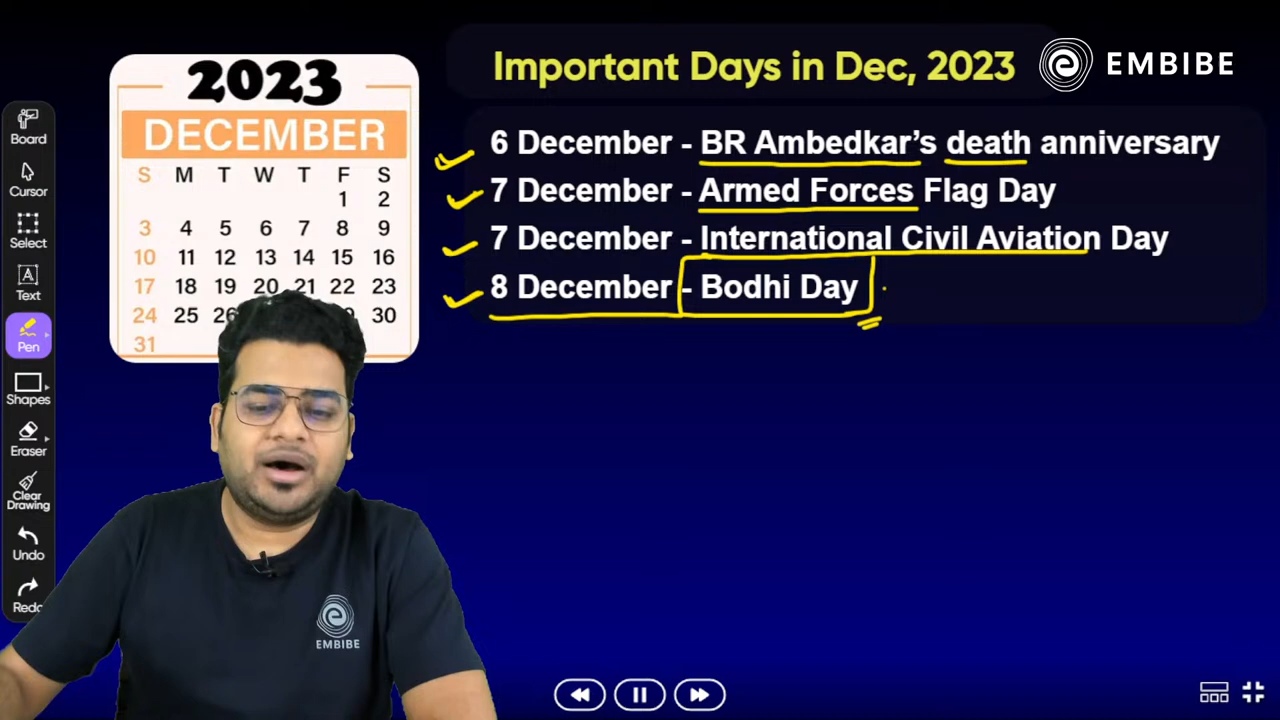 Important Days in Dec, 2023
EMBIBE
2023
DECEMBER
S M T W T F S
1 2
3 4 5 6 7 8 9
10 11 12 13 14 15 16
17 18 19 20 21 22 23
24 25 30
31
6 December - BR Ambedkar's death anniversary
7 December - Armed Forces Flag Day
7 December - International Civil Aviation Day
8 December - Bodhi Day
Board
Cursor
Select
A
Text
Pen
Shapes
Eraser
Clear
Drawing
Undo
Redo
EMBIBE